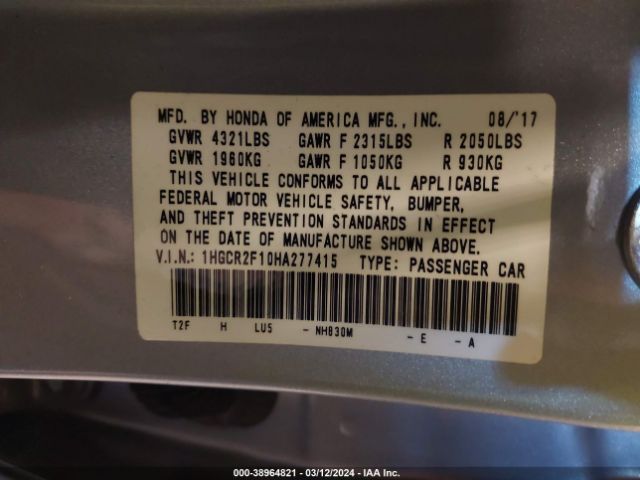 MFD. BY HONDA OF AMERICA MFG., INC. 08/'17
GVWR 4321LBS GAWR F 2315LBS R 2050LBS
GVWR 1960KG GAWR F 1050KG R 930KG
THIS VEHICLE CONFORMS TO ALL APPLICABLE
FEDERAL MOTOR VEHICLE SAFETY, BUMPER,
AND THEFT PREVENTION STANDARDS IN EFFECT
ON THE DATE OF MANUFACTURE SHOWN ABOVE.
V.I.N.: 1HGCR2F10HA277415 TYPE: PASSENGER CAR
T2F H LU5 - NH830M - E - A
000-38964821 - 03/12/2024 - IAA Inc.